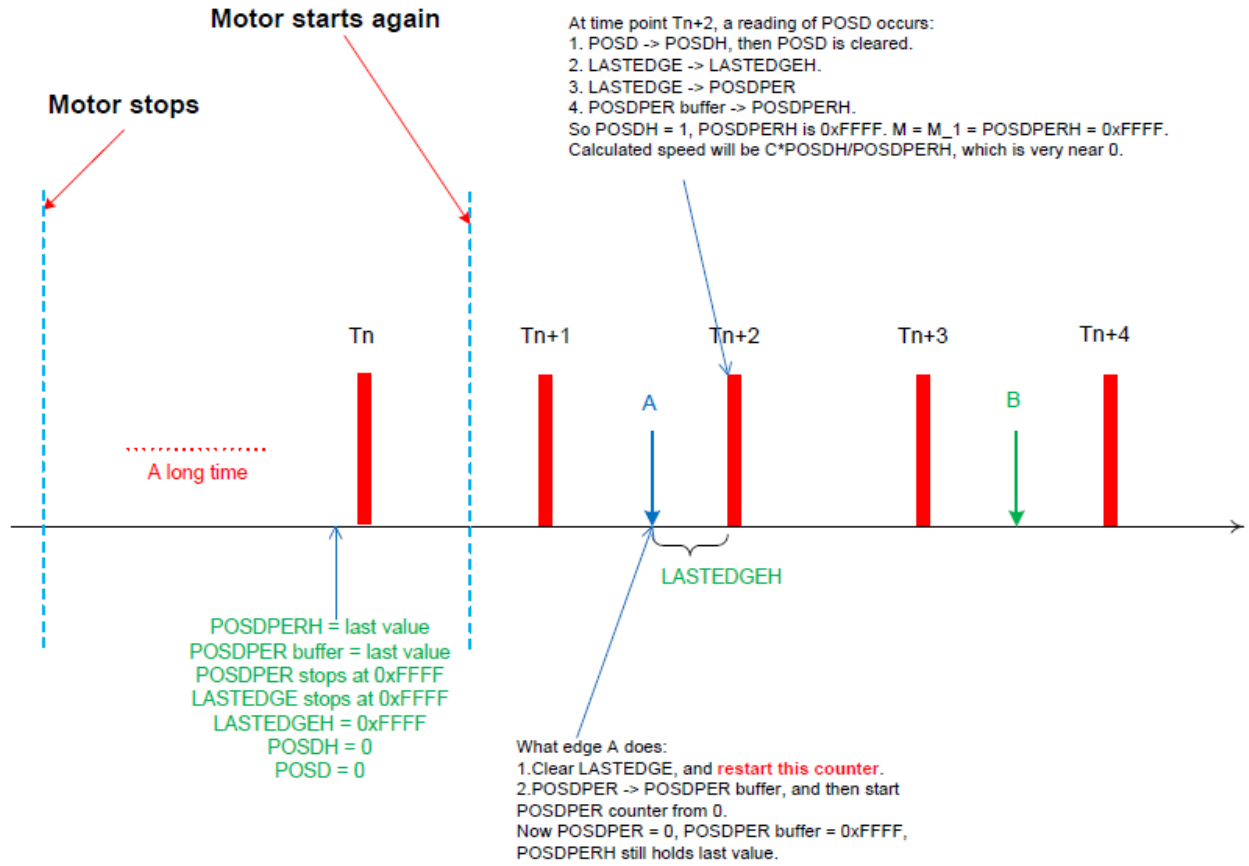 Motor starts again
Motor stops
At time point Tn+2, a reading of POSD occurs:
1. POSD -> POSDH, then POSD is cleared.
2. LASTEDGE -> LASTEDGEH.
3. LASTEDGE -> POSDPER
4. POSDPER buffer -> POSDPERH.
So POSDH = 1, POSDPERH is 0xFFFF. M = M_1 = POSDPERH = 0xFFFF.
Calculated speed will be C*POSDH/POSDPERH, which is very near 0.
Tn
Tn+1
Tn+2
Tn+3
Tn+4
A
B
A long time
LASTEDGEH
POSDPERH = last value
POSDPER buffer = last value
POSDPER stops at 0xFFFF
LASTEDGE stops at 0xFFFF
LASTEDGEH = 0xFFFF
POSDH = 0
POSD = 0
What edge A does:
1.Clear LASTEDGE, and restart this counter.
2.POSDPER -> POSDPER buffer, and then start
POSDPER counter from 0.
Now POSDPER = 0, POSDPER buffer = 0xFFFF,
POSDPERH still holds last value.